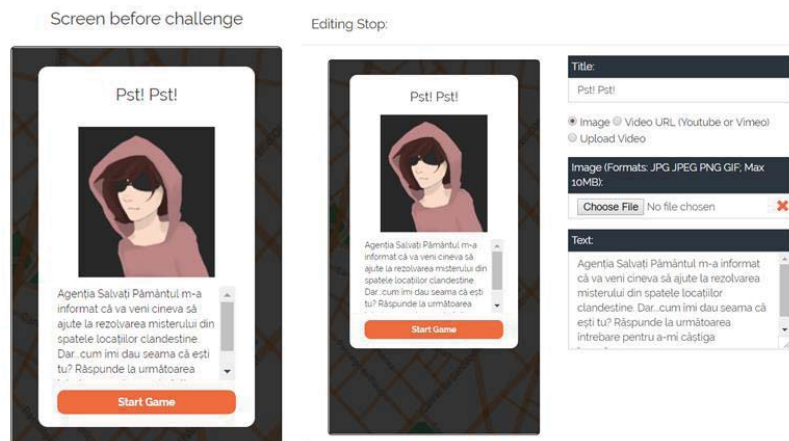 Screen before challenge
Pst! Pst!
Agenția Salvați Pământul m-a
informat că va veni cineva să
ajute la rezolvarea misterului din
spatele locațiilor clandestine.
Dar...cum îmi dau seama că ești
tu? Răspunde la următoarea
Start Game
Editing Stop:
Pst! Pst!
Agenția Salvați Pământul m-a
informat că va veni cineva să
ajute la rezolvarea misterului din
spatele locațiilor clandestine.
Dar...cum îmi dau seama că ești
tu? Răspunde la următoarea
Start Game
Title:
Pst! Pst!
Image Video URL (Youtube or Vimeo)
Upload Video
Image (Formats: JPG JPEG PNG GIF; Max
10MB):
Choose File No file chosen
Text:
Agenția Salvați Pământul m-a informat
că va veni cineva să ajute la rezolvarea
misterului din spatele locațiilor
clandestine. Dar...cum îmi dau seama că
ești tu? Răspunde la următoarea
întrebare pentru a-mi câștiga